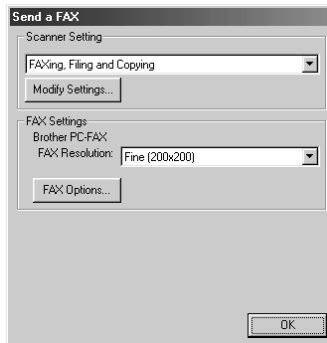 Send a FAX
Scanner Setting
FAXing, Filing and Copying
Modify Settings...
FAX Settings
Brother PC-FAX
FAX Resolution: Fine (200x200)
FAX Options...
OK